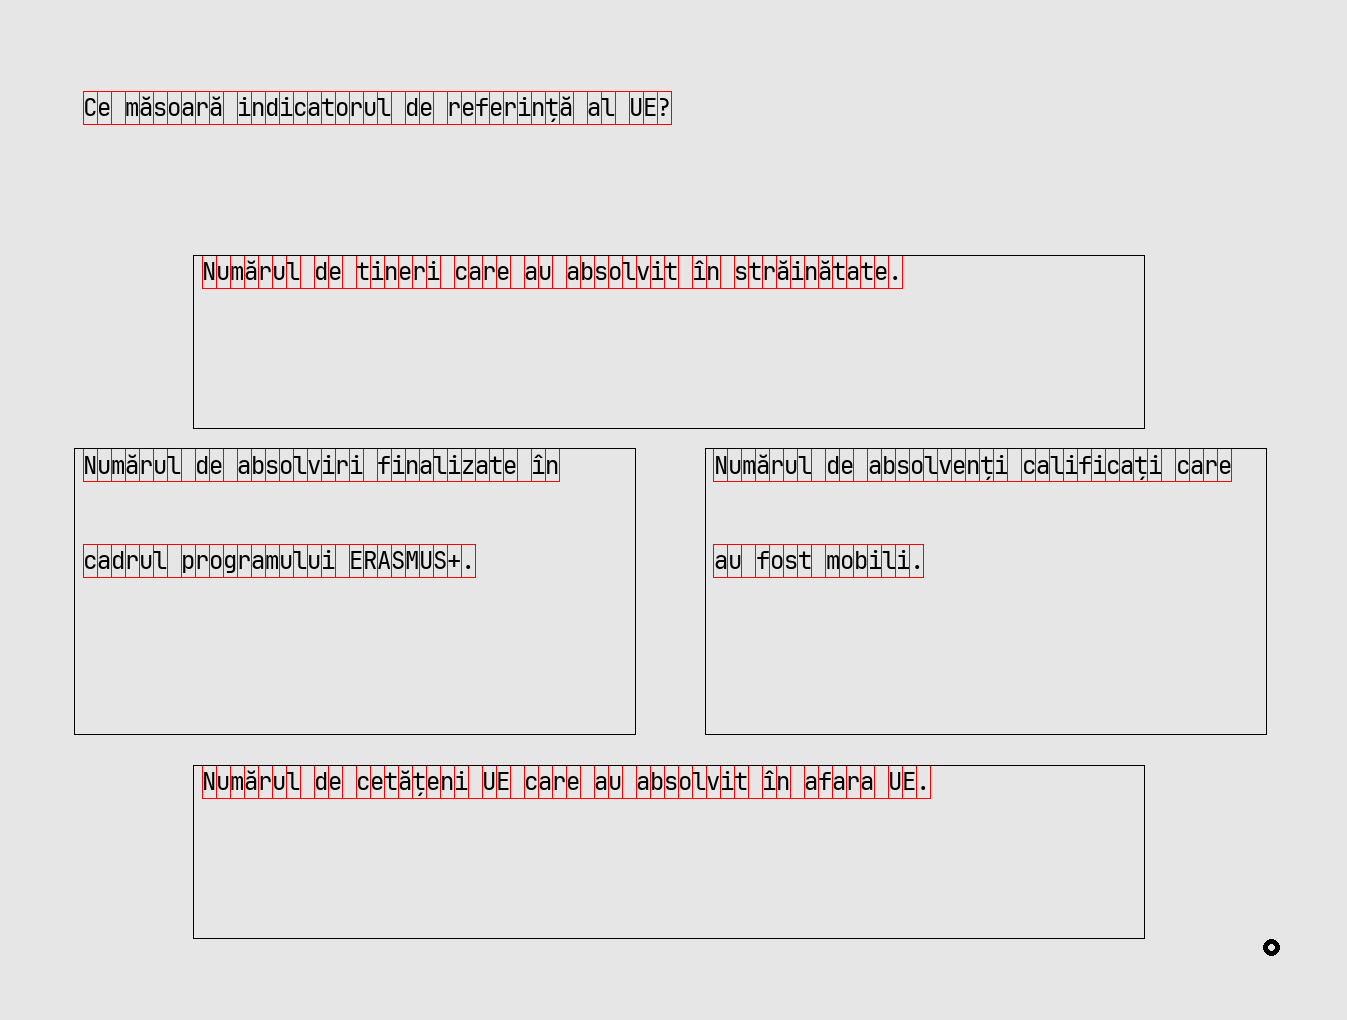 Ce măsoară indicatorul de referință al UE?
Numărul de tineri care au absolvit în străinătate.
Numărul de absolviri finalizate în
cadrul programului ERASMUS+.
Numărul de absolvenți calificați care
au fost mobili.
Numărul de cetățeni UE care au absolvit în afara UE.